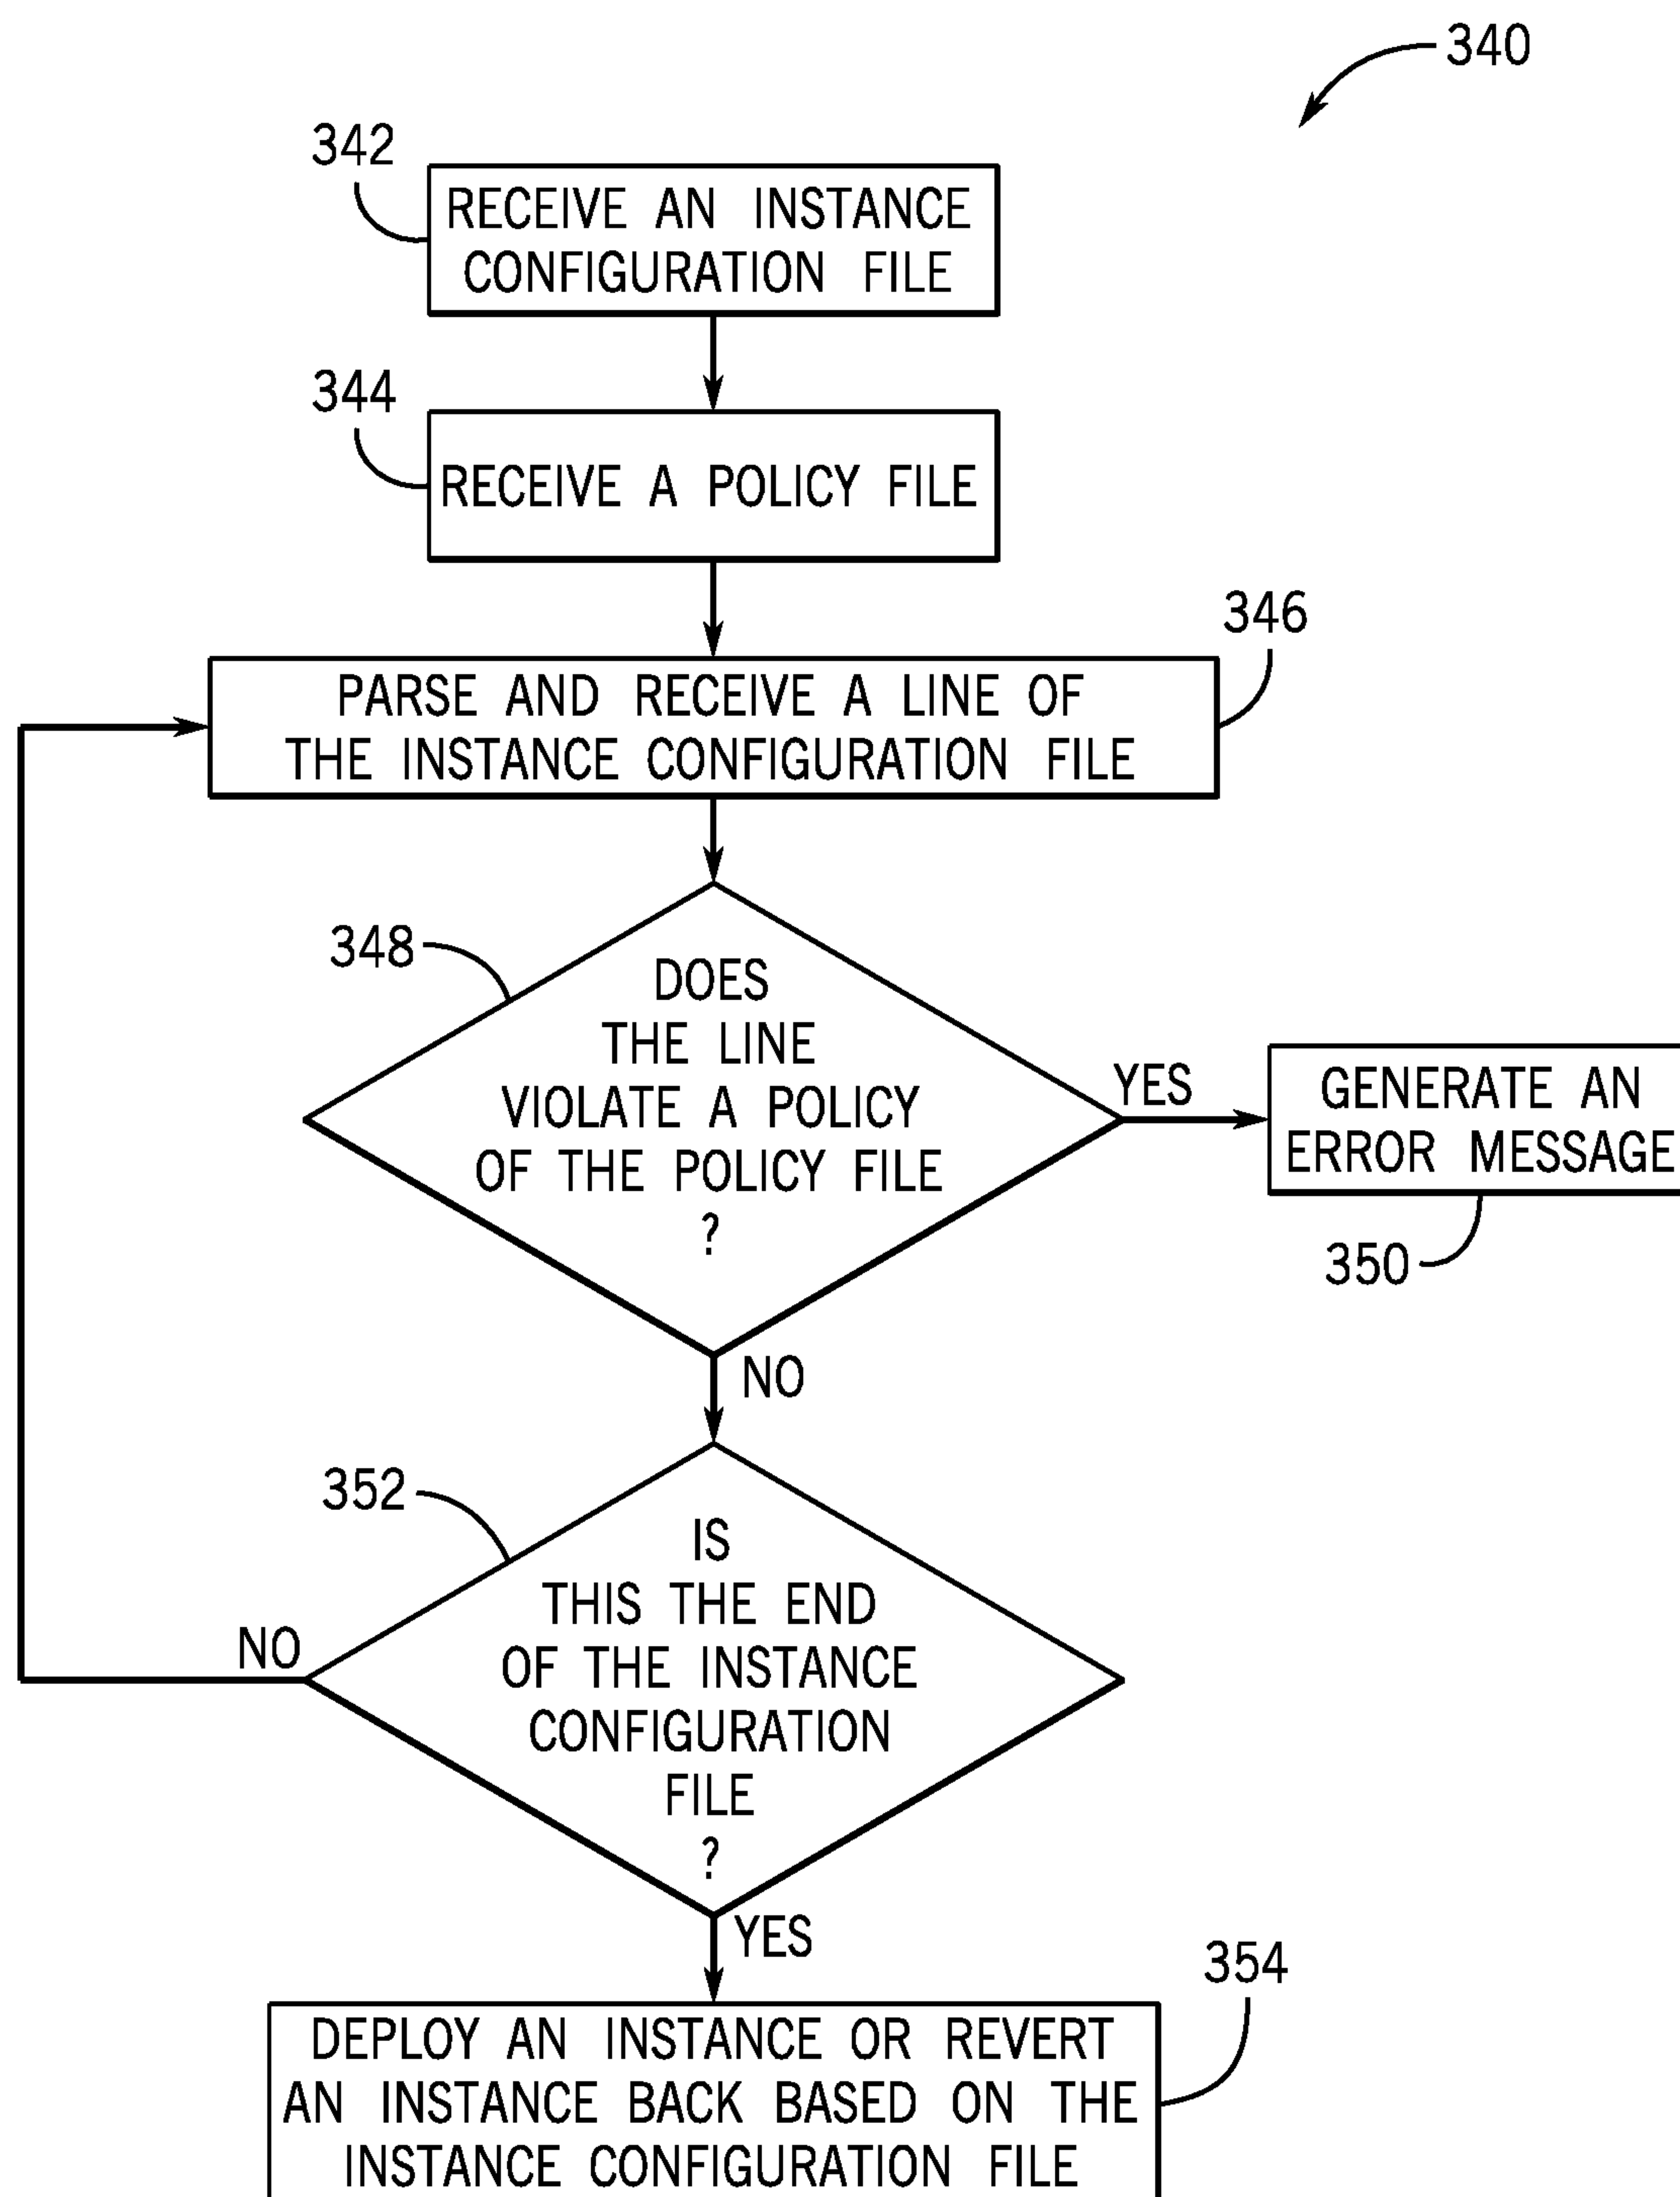 340
342
RECEIVE AN INSTANCE
CONFIGURATION FILE
344
RECEIVE A POLICY FILE
346
PARSE AND RECEIVE A LINE OF
THE INSTANCE CONFIGURATION FILE
348
DOES
THE LINE
VIOLATE A POLICY
OF THE POLICY FILE
?
YES
GENERATE AN
ERROR MESSAGE
350
NO
352
IS
THIS THE END
OF THE INSTANCE
CONFIGURATION
FILE
?
NO
YES
354
DEPLOY AN INSTANCE OR REVERT
AN INSTANCE BACK BASED ON THE
INSTANCE CONFIGURATION FILE